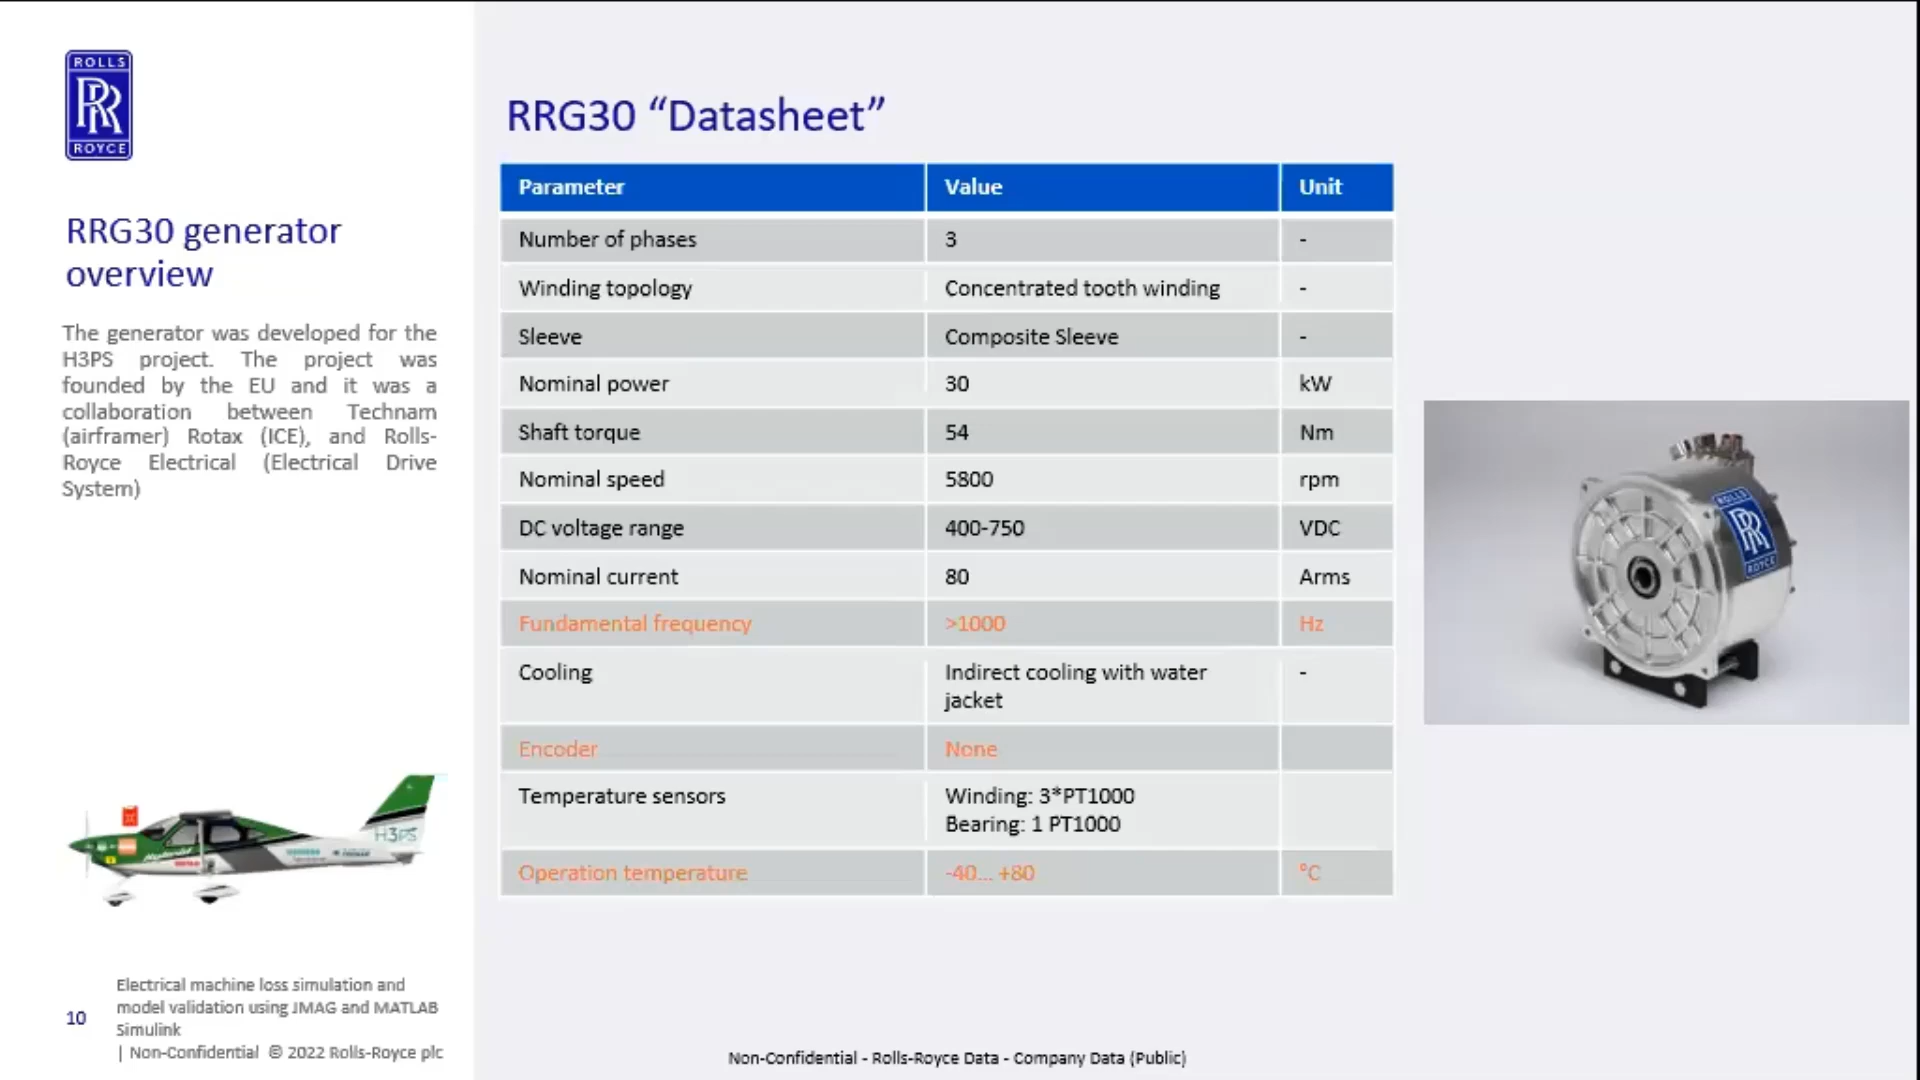 ROLLS
RR
ROYCE
RRG30 generator
overview
The generator was developed for the
H3PS project. The project was
founded by the EU and it was a
collaboration between Technam
(airframer) Rotax (ICE), and Rolls-
Royce Electrical (Electrical Drive
System)
H3PS
10
Electrical machine loss simulation and
model validation using JMAG and MATLAB
Simulink
| Non-Confidential © 2022 Rolls-Royce plc
RRG30 “Datasheet”
Parameter Value Unit
Number of phases 3 -
Winding topology Concentrated tooth winding -
Sleeve Composite Sleeve -
Nominal power 30 kW
Shaft torque 54 Nm
Nominal speed 5800 rpm
DC voltage range 400-750 VDC
Nominal current 80 Arms
Fundamental frequency >1000 Hz
Cooling Indirect cooling with water -
jacket
Encoder None
Temperature sensors Winding: 3*PT1000
Bearing: 1 PT1000
Operation temperature -40... +80 °C
ROLLS
RR
ROYCE
Non-Confidential - Rolls-Royce Data - Company Data (Public)